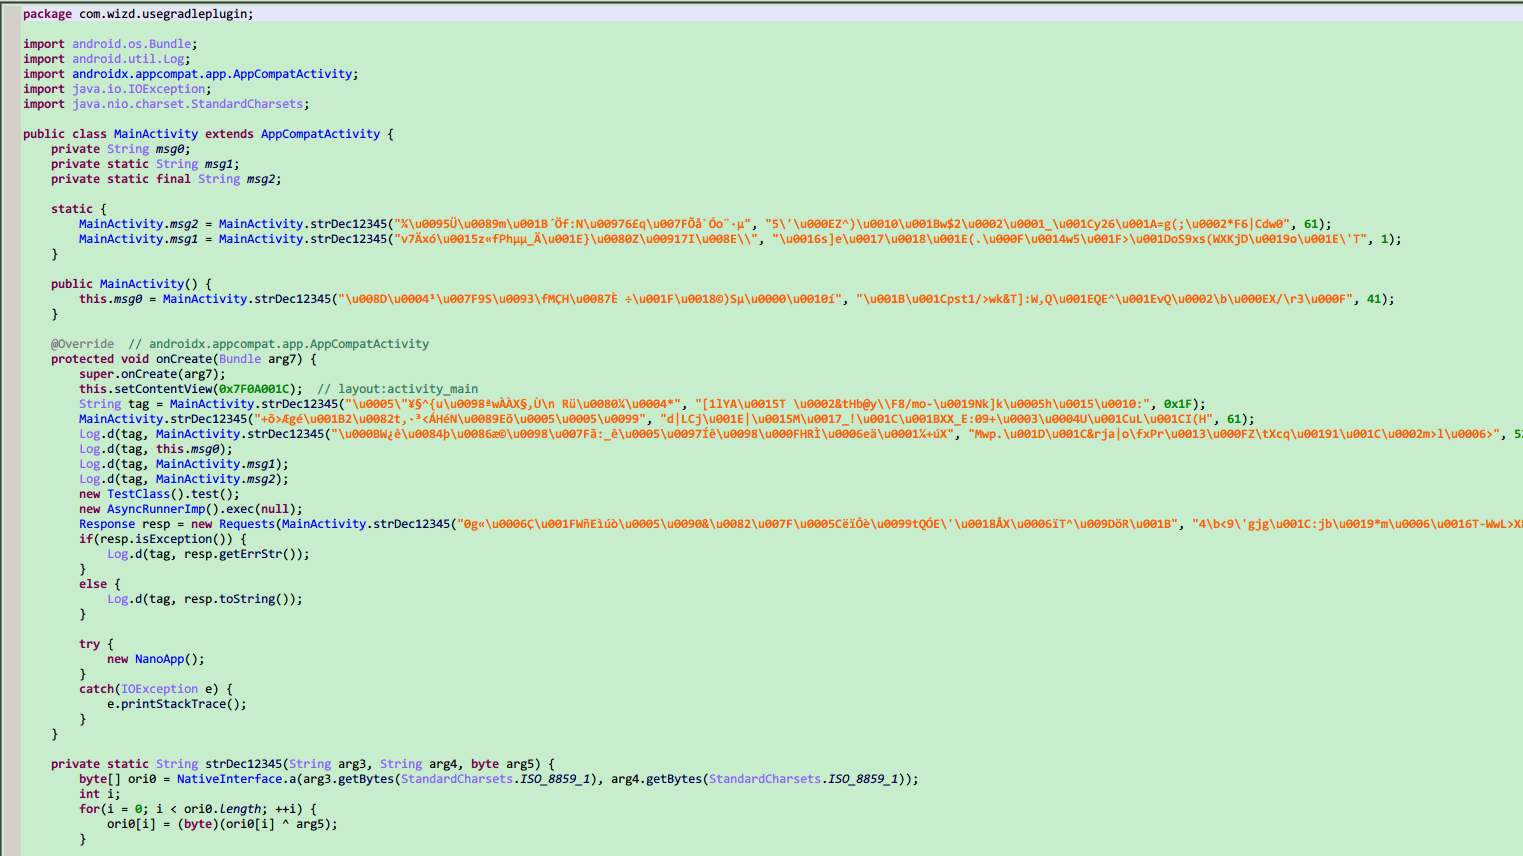 package com.wizd.usegradleplugin;
import android.os.Bundle;
import android.util.Log;
import androidx.appcompat.app.AppCompatActivity;
import java.io.IOException;
import java.nio.charset.StandardCharsets;
public class MainActivity extends AppCompatActivity {
private String msg0;
private static String msg1;
private static final String msg2;
static {
MainActivity.msg2 = MainActivity.strDec12345("¾\u0095Ü\u0089m\u001B´Öf:N\u00976£q\u007FÕå`Óo¨·µ", "5\'\u000EZ^)\u0010\u001Bw$2\u0002\u0001_\u001Cy26\u001A=g(;\u0002*F6|Cdw0", 61);
MainActivity.msg1 = MainActivity.strDec12345("v7Äxó\u0015z«fPhµµ_Ä\u001E}\u0080Z\u00917I\u008E\\", "\u0016s]e\u0017\u0018\u001E(.\u000F\u0014w5\u001F>\u001DoS9xs(WXKjD\u0019o\u001E\'T", 1);
}
public MainActivity() {
this.msg0 = MainActivity.strDec12345("\u008D\u0004¹\u007F9S\u0093\fMÇH\u0087È ÷\u001F\u0018©)Sµ\u0000\u0010í", "\u001B\u001Cpst1/>wk&T]:W,Q\u001EQE^\u001EvQ\u0002\b\u000EX/\r3\u000F", 41);
}
@Override  // androidx.appcompat.app.AppCompatActivity
protected void onCreate(Bundle arg7) {
super.onCreate(arg7);
this.setContentView(0x7F0A001C);  // layout:activity_main
String tag = MainActivity.strDec12345("\u0005\"¥§^{u\u0098ªwÀÀX§,Ù\n Rü\u0080¼\u0004*", "[1lYA\u0015T \u0002&tHb@y\\F8/mo-\u0019Nk]k\u0005h\u0015\u0010:", 0x1F);
MainActivity.strDec12345("+õ>Ægé\u001B2\u0082t,·³<ÁHéN\u0089Eõ\u0005\u0005\u0099", "d|LCj\u001E|\u0015M\u0017_!\u001C\u001BXX_E:09+\u0003\u0004U\u001CuL\u001CI(H", 61);
Log.d(tag, MainActivity.strDec12345("\u000BW¿ê\u0084þ\u0086æ©\u0098\u007Fã:_ê\u0005\u0097Íê\u0098\u000FHRÌ\u0006eä\u0001¼+úX", "Mwp.\u001D\u001C&rja|o\fxPr\u0013\u000FZ\tXcq\u00191\u001C\u0002m>l\u0006>", 5
Log.d(tag, this.msg0);
Log.d(tag, MainActivity.msg1);
Log.d(tag, MainActivity.msg2);
new TestClass().test();
new AsyncRunnerImp().exec(null);
Response resp = new Requests(MainActivity.strDec12345("0g«\u0006Ç\u001FWñEìúò\u0005\u0090&\u0082\u007F\u0005CëïÔè\u0099tQÓE\'\u0018ÅX\u0006ïT^\u009DöR\u001B", "4\b<9\'gjg\u001C:jb\u0019*m\u0006\u0016T-WwL>X
if(resp.isException()) {
Log.d(tag, resp.getErrStr());
}
else {
Log.d(tag, resp.toString());
}
try {
new NanoApp();
}
catch(IOException e) {
e.printStackTrace();
}
}
private static String strDec12345(String arg3, String arg4, byte arg5) {
byte[] ori0 = NativeInterface.a(arg3.getBytes(StandardCharsets.ISO_8859_1), arg4.getBytes(StandardCharsets.ISO_8859_1));
int i;
for(i = 0; i < ori0.length; ++i) {
ori0[i] = (byte)(ori0[i] ^ arg5);
}